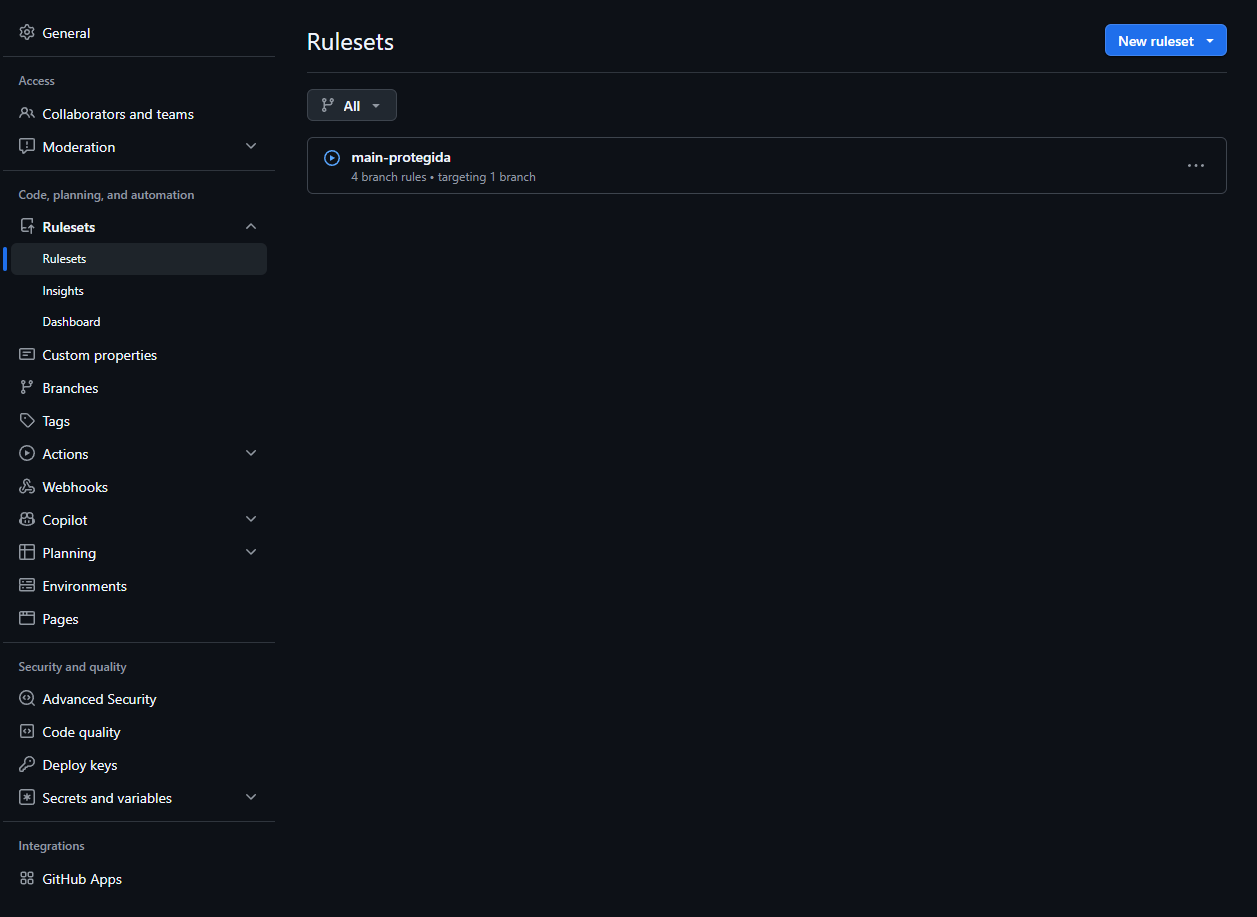 General
Access
Collaborators and teams
Moderation
Code, planning, and automation
Rulesets
Rulesets
Insights
Dashboard
Custom properties
Branches
Tags
Actions
Webhooks
Copilot
Planning
Environments
Pages
Security and quality
Advanced Security
Code quality
Deploy keys
Secrets and variables
Integrations
GitHub Apps
Rulesets
New ruleset
All
main-protegida
4 branch rules • targeting 1 branch